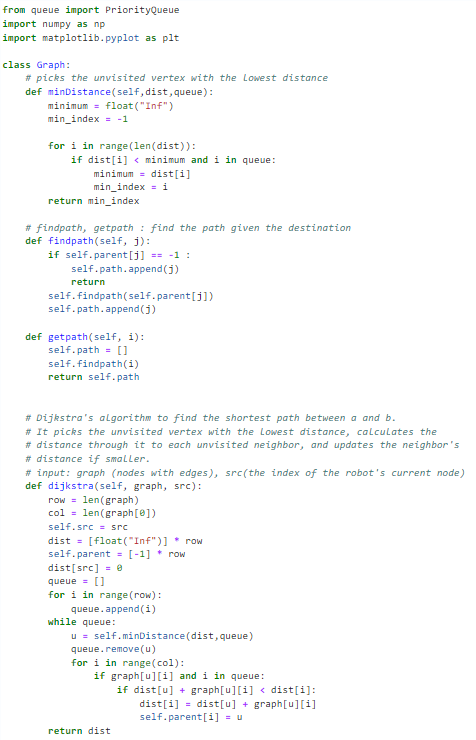 from queue import PriorityQueue
import numpy as np
import matplotlib.pyplot as plt

class Graph:
    # picks the unvisited vertex with the lowest distance
    def minDistance(self,dist,queue):
        minimum = float("Inf")
        min_index = -1

        for i in range(len(dist)):
            if dist[i] < minimum and i in queue:
                minimum = dist[i]
                min_index = i
        return min_index

    # findpath, getpath : find the path given the destination
    def findpath(self, j):
        if self.parent[j] == -1 :
            self.path.append(j)
            return
        self.findpath(self.parent[j])
        self.path.append(j)

    def getpath(self, i):
        self.path = []
        self.findpath(i)
        return self.path


    # Dijkstra's algorithm to find the shortest path between a and b.
    # It picks the unvisited vertex with the lowest distance, calculates the
    # distance through it to each unvisited neighbor, and updates the neighbor's
    # distance if smaller.
    # input: graph (nodes with edges), src(the index of the robot's current node)
    def dijkstra(self, graph, src):
        row = len(graph)
        col = len(graph[0])
        self.src = src
        dist = [float("Inf")] * row
        self.parent = [-1] * row
        dist[src] = 0
        queue = []
        for i in range(row):
            queue.append(i)
        while queue:
            u = self.minDistance(dist,queue)
            queue.remove(u)
            for i in range(col):
                if graph[u][i] and i in queue:
                    if dist[u] + graph[u][i] < dist[i]:
                        dist[i] = dist[u] + graph[u][i]
                        self.parent[i] = u
        return dist